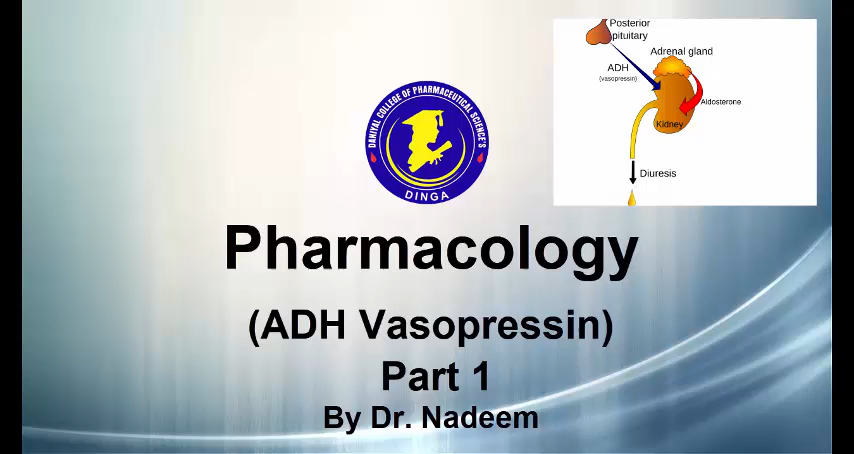 Posterior
pituitary
Adrenal gland
ADH
(vasopressin)
Aldosterone
Kidney
Diuresis
DANIYAL COLLEGE OF PHARMACEUTICAL SCIENCE'S
DINGA
Pharmacology
(ADH Vasopressin)
Part 1
By Dr. Nadeem